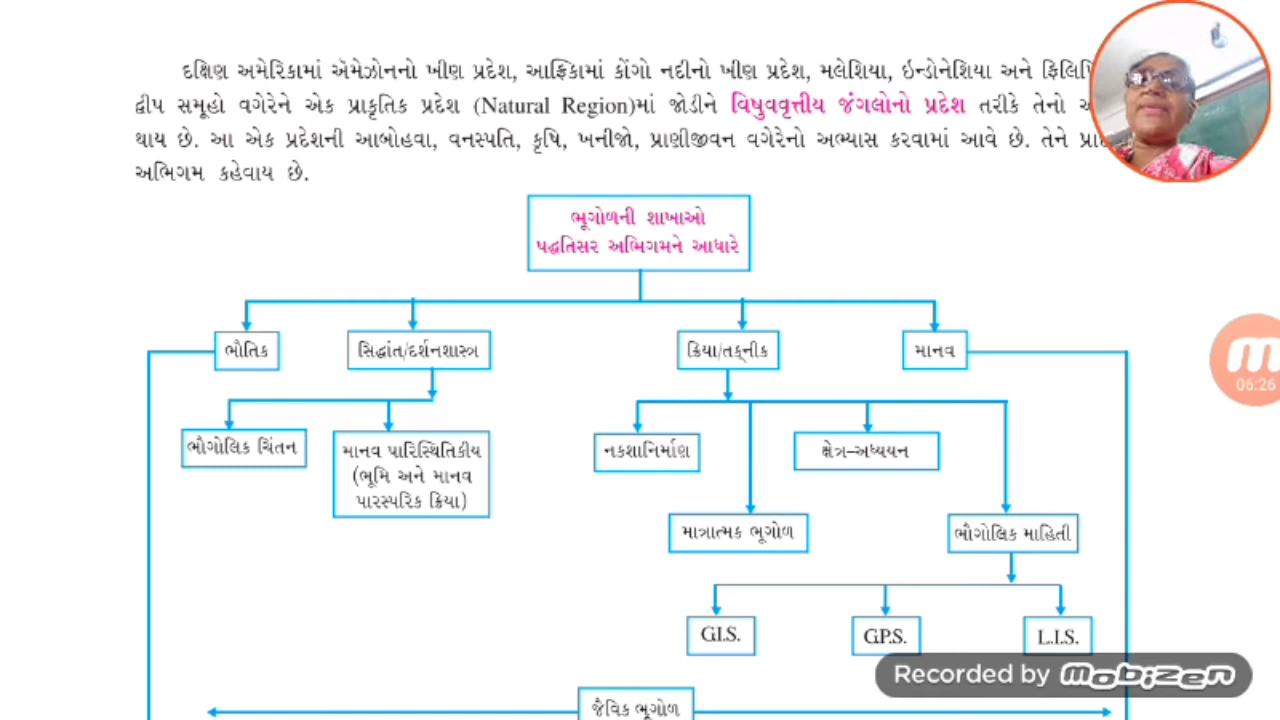 દક્ષિણ અમેરિકામાં ઍમેઝોનનો ખીણ પ્રદેશ, આફ્રિકામાં કોંગો નદીનો ખીણ પ્રદેશ, મલેશિયા, ઇન્ડોનેશિયા અને
દ્વીપ સમૂહો વગેરેને એક પ્રાકૃતિક પ્રદેશ (Natural Region)માં જોડીને વિષુવવૃત્તીય જંગલોનો પ્રદેશ તરીકે તેનો
થાય છે. આ એક પ્રદેશની આબોહવા, વનસ્પતિ, કૃષિ, ખનીજો, પ્રાણીજીવન વગેરેનો અભ્યાસ કરવામાં આવે છે. તેને
અભિગમ કહેવાય છે.
ભૂગોળની શાખાઓ
પદ્ધતિસર અભિગમને આધારે
ભૌતિક
સિદ્ધાંત/દર્શનશાસ્ત્ર
ક્રિયા/તક્નીક
માનવ
ભૌગોલિક ચિંતન
માનવ પારિસ્થિતિકીય
(ભૂમિ અને માનવ
પારસ્પરિક ક્રિયા)
નકશાનિર્માણ
ક્ષેત્ર-અધ્યયન
માત્રાત્મક ભૂગોળ
ભૌગોલિક માહિતી
G.I.S.
G.P.S.
L.I.S.
જૈવિક ભૂગોળ
06:26
Recorded by mobizen